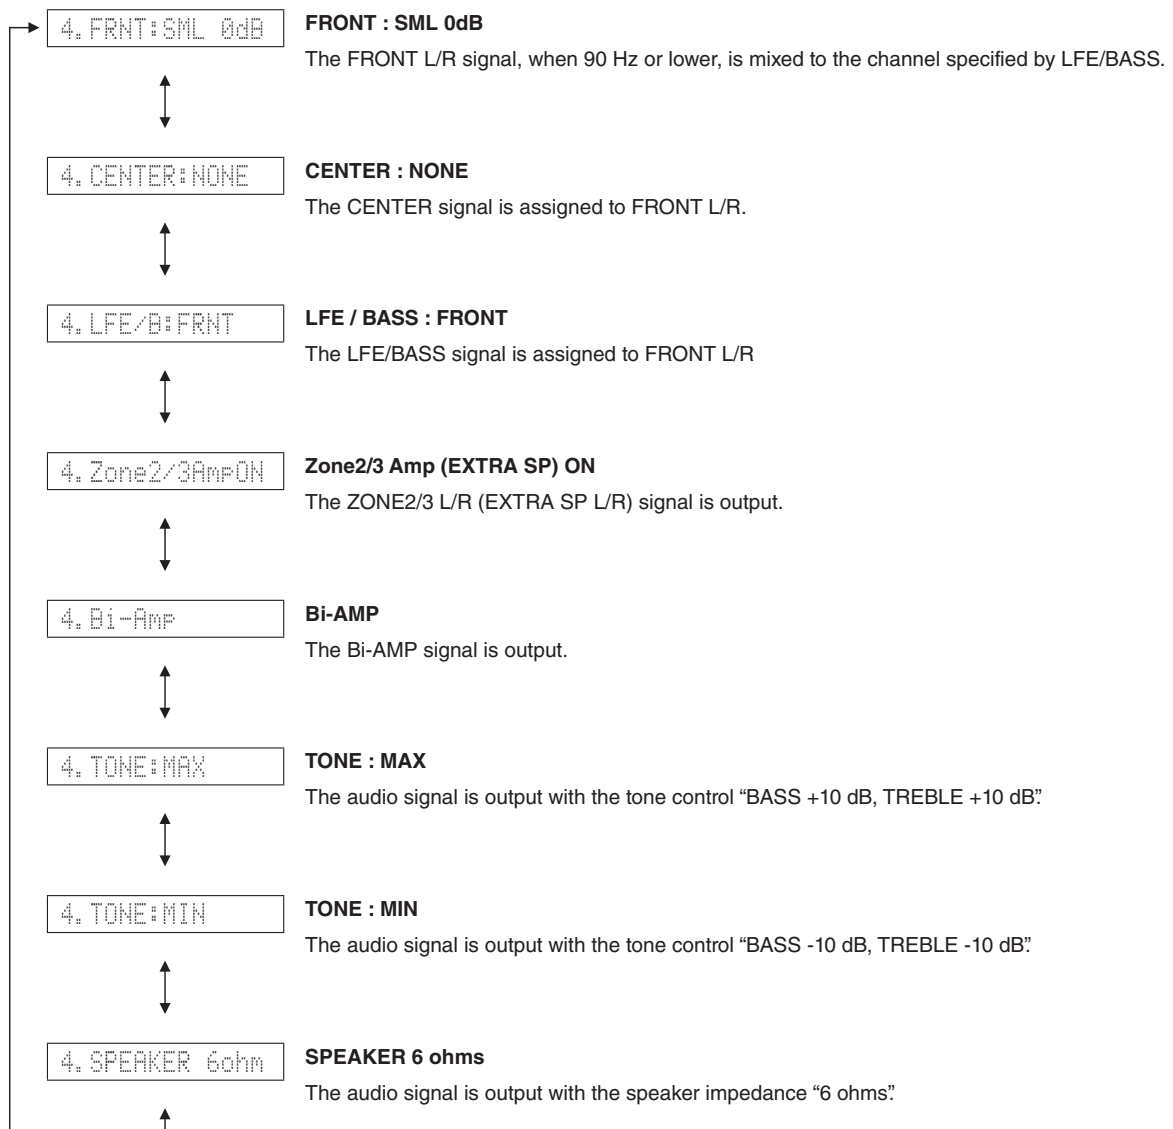 4.FRNT:SML 0dB
FRONT : SML 0dB
The FRONT L/R signal, when 90 Hz or lower, is mixed to the channel specified by LFE/BASS.
4.CENTER:NONE
CENTER : NONE
The CENTER signal is assigned to FRONT L/R.
4.LFE/B:FRNT
LFE / BASS : FRONT
The LFE/BASS signal is assigned to FRONT L/R
4.Zone2/3AmpON
Zone2/3 Amp (EXTRA SP) ON
The ZONE2/3 L/R (EXTRA SP L/R) signal is output.
4.Bi-Amp
Bi-AMP
The Bi-AMP signal is output.
4.TONE:MAX
TONE : MAX
The audio signal is output with the tone control “BASS +10 dB, TREBLE +10 dB”.
4.TONE:MIN
TONE : MIN
The audio signal is output with the tone control “BASS -10 dB, TREBLE -10 dB”.
4.SPEAKER 6ohm
SPEAKER 6 ohms
The audio signal is output with the speaker impedance “6 ohms”.